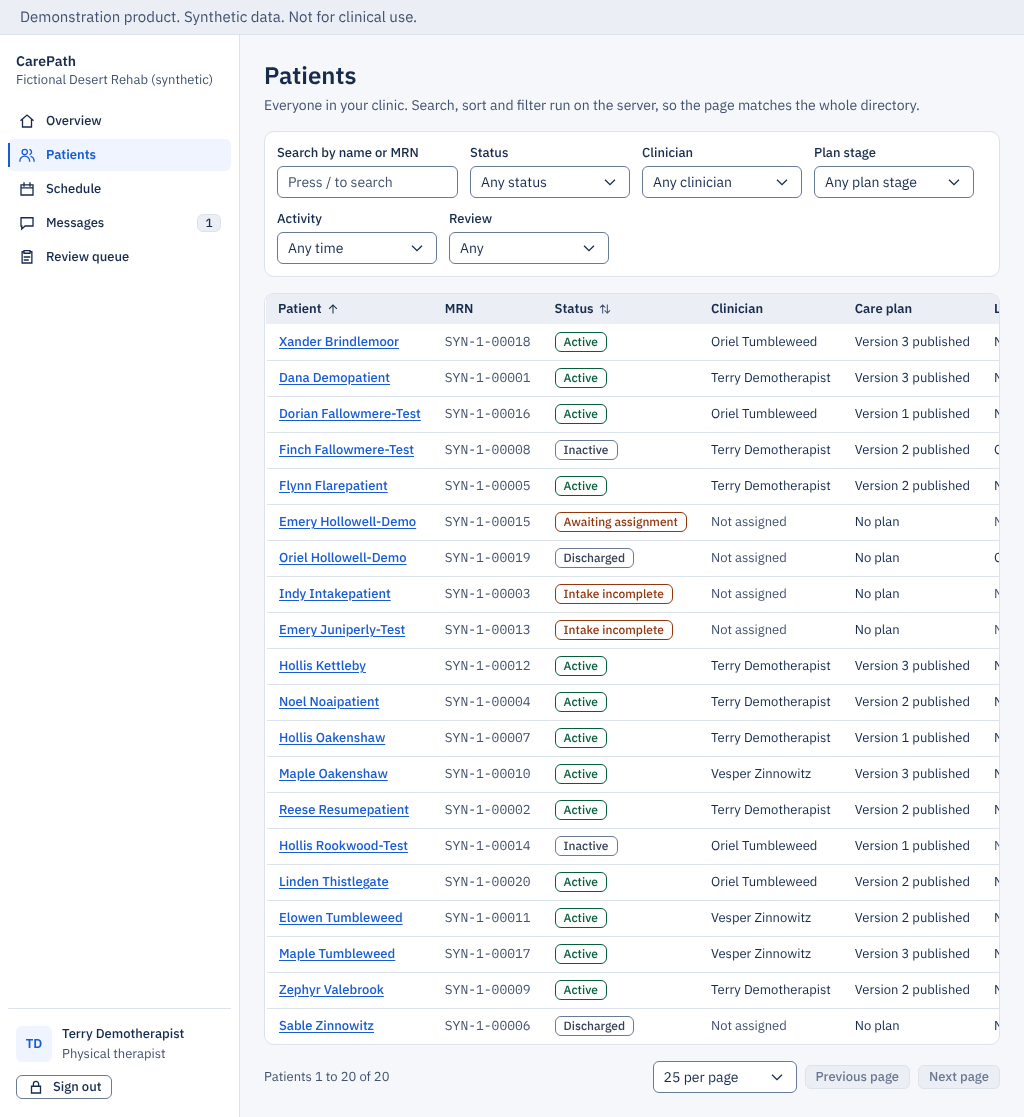 Demonstration product. Synthetic data. Not for clinical use.
CarePath
Fictional Desert Rehab (synthetic)
Overview
Patients
Schedule
Messages 1
Review queue
Terry Demotherapist
TD
Physical therapist
Sign out
Patients
Everyone in your clinic. Search, sort and filter run on the server, so the page matches the whole directory.
Search by name or MRN Status Clinician Plan stage
Press / to search Any status Any clinician Any plan stage
Activity Review
Any time Any
Patient MRN Status Clinician Care plan
Xander Brindlemoor SYN-1-00018 Active Oriel Tumbleweed Version 3 published
Dana Demopatient SYN-1-00001 Active Terry Demotherapist Version 3 published
Dorian Fallowmere-Test SYN-1-00016 Active Oriel Tumbleweed Version 1 published
Finch Fallowmere-Test SYN-1-00008 Inactive Terry Demotherapist Version 2 published
Flynn Flarepatient SYN-1-00005 Active Terry Demotherapist Version 2 published
Emery Hollowell-Demo SYN-1-00015 Awaiting assignment Not assigned No plan
Oriel Hollowell-Demo SYN-1-00019 Discharged Not assigned No plan
Indy Intakepatient SYN-1-00003 Intake incomplete Not assigned No plan
Emery Juniperly-Test SYN-1-00013 Intake incomplete Not assigned No plan
Hollis Kettleby SYN-1-00012 Active Terry Demotherapist Version 3 published
Noel Noaipatient SYN-1-00004 Active Terry Demotherapist Version 2 published
Hollis Oakenshaw SYN-1-00007 Active Terry Demotherapist Version 1 published
Maple Oakenshaw SYN-1-00010 Active Vesper Zinnowitz Version 3 published
Reese Resumepatient SYN-1-00002 Active Terry Demotherapist Version 2 published
Hollis Rookwood-Test SYN-1-00014 Inactive Oriel Tumbleweed Version 1 published
Linden Thistlegate SYN-1-00020 Active Oriel Tumbleweed Version 2 published
Elowen Tumbleweed SYN-1-00011 Active Vesper Zinnowitz Version 2 published
Maple Tumbleweed SYN-1-00017 Active Vesper Zinnowitz Version 3 published
Zephyr Valebrook SYN-1-00009 Active Terry Demotherapist Version 2 published
Sable Zinnowitz SYN-1-00006 Discharged Not assigned No plan
Patients 1 to 20 of 20 25 per page Previous page Next page